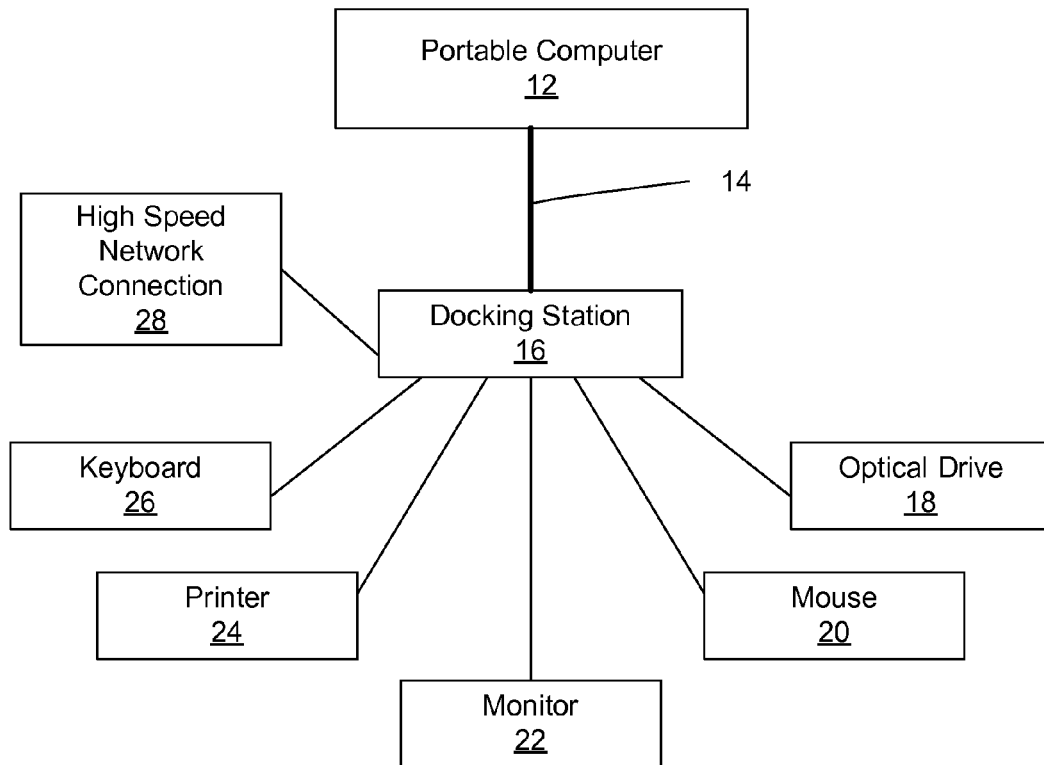 Portable Computer
12
14
High Speed
Network
Connection
28
Docking Station
16
Keyboard
26
Optical Drive
18
Printer
24
Mouse
20
Monitor
22